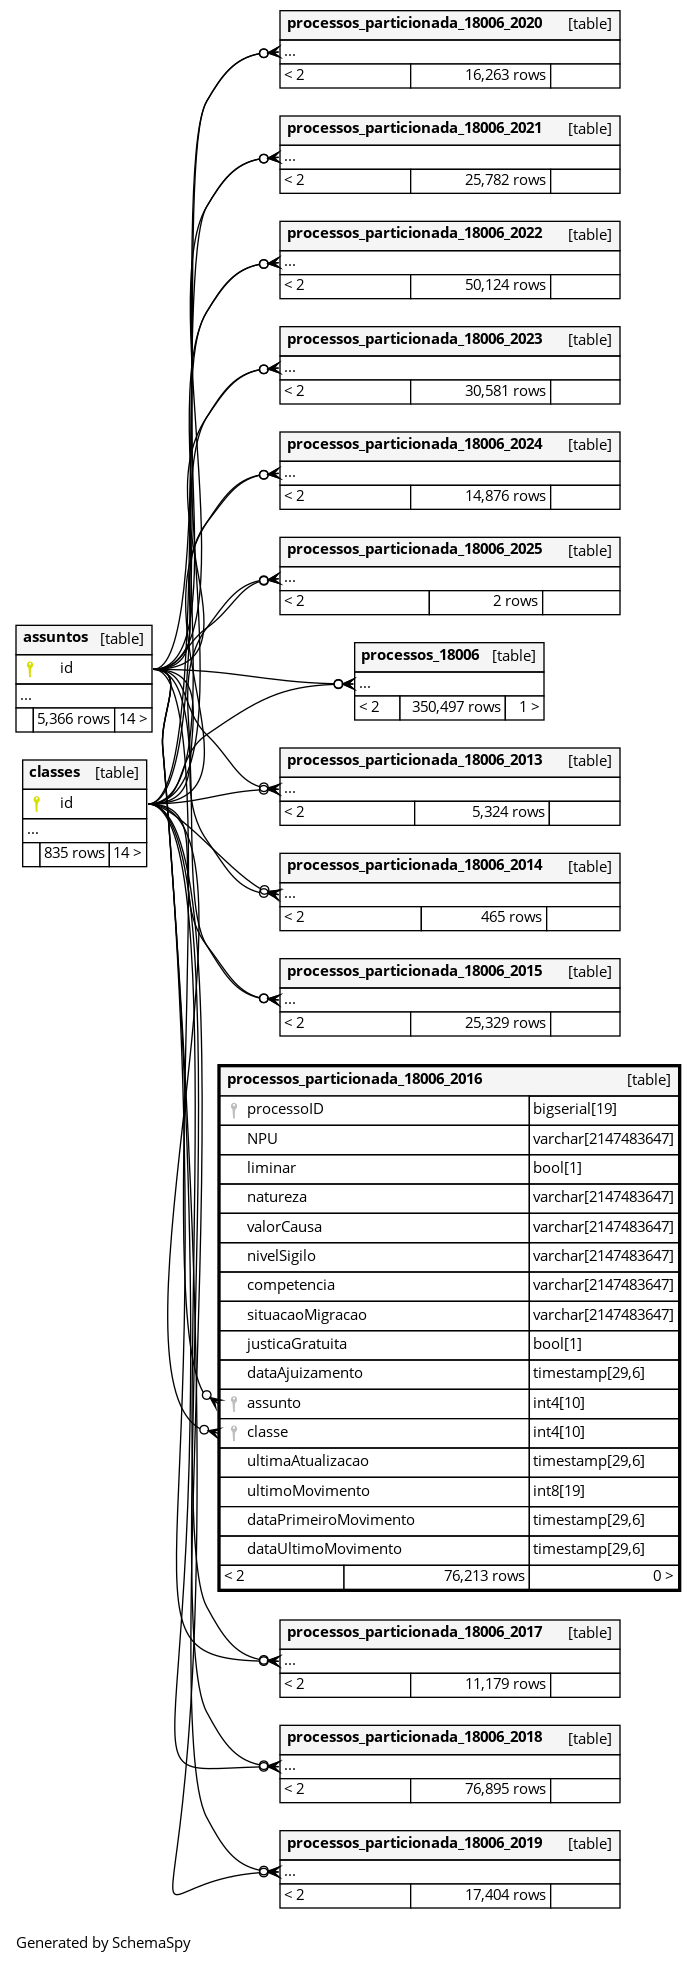 processos_particionada_18006_2020 [table]
...
< 2 16,263 rows
processos_particionada_18006_2021 [table]
...
< 2 25,782 rows
processos_particionada_18006_2022 [table]
...
< 2 50,124 rows
processos_particionada_18006_2023 [table]
...
< 2 30,581 rows
processos_particionada_18006_2024 [table]
...
< 2 14,876 rows
processos_particionada_18006_2025 [table]
...
< 2 2 rows
assuntos [table]
id
...
5,366 rows 14 >
processos_18006 [table]
...
< 2 350,497 rows 1 >
classes [table]
id
...
835 rows 14 >
processos_particionada_18006_2013 [table]
...
< 2 5,324 rows
processos_particionada_18006_2014 [table]
...
< 2 465 rows
processos_particionada_18006_2015 [table]
...
< 2 25,329 rows
processos_particionada_18006_2016 [table]
processoID bigserial[19]
NPU varchar[2147483647]
liminar bool[1]
natureza varchar[2147483647]
valorCausa varchar[2147483647]
nivelSigilo varchar[2147483647]
competencia varchar[2147483647]
situacaoMigracao varchar[2147483647]
justicaGratuita bool[1]
dataAjuizamento timestamp[29,6]
assunto int4[10]
classe int4[10]
ultimaAtualizacao timestamp[29,6]
ultimoMovimento int8[19]
dataPrimeiroMovimento timestamp[29,6]
dataUltimoMovimento timestamp[29,6]
< 2 76,213 rows 0 >
processos_particionada_18006_2017 [table]
...
< 2 11,179 rows
processos_particionada_18006_2018 [table]
...
< 2 76,895 rows
processos_particionada_18006_2019 [table]
...
< 2 17,404 rows
Generated by SchemaSpy